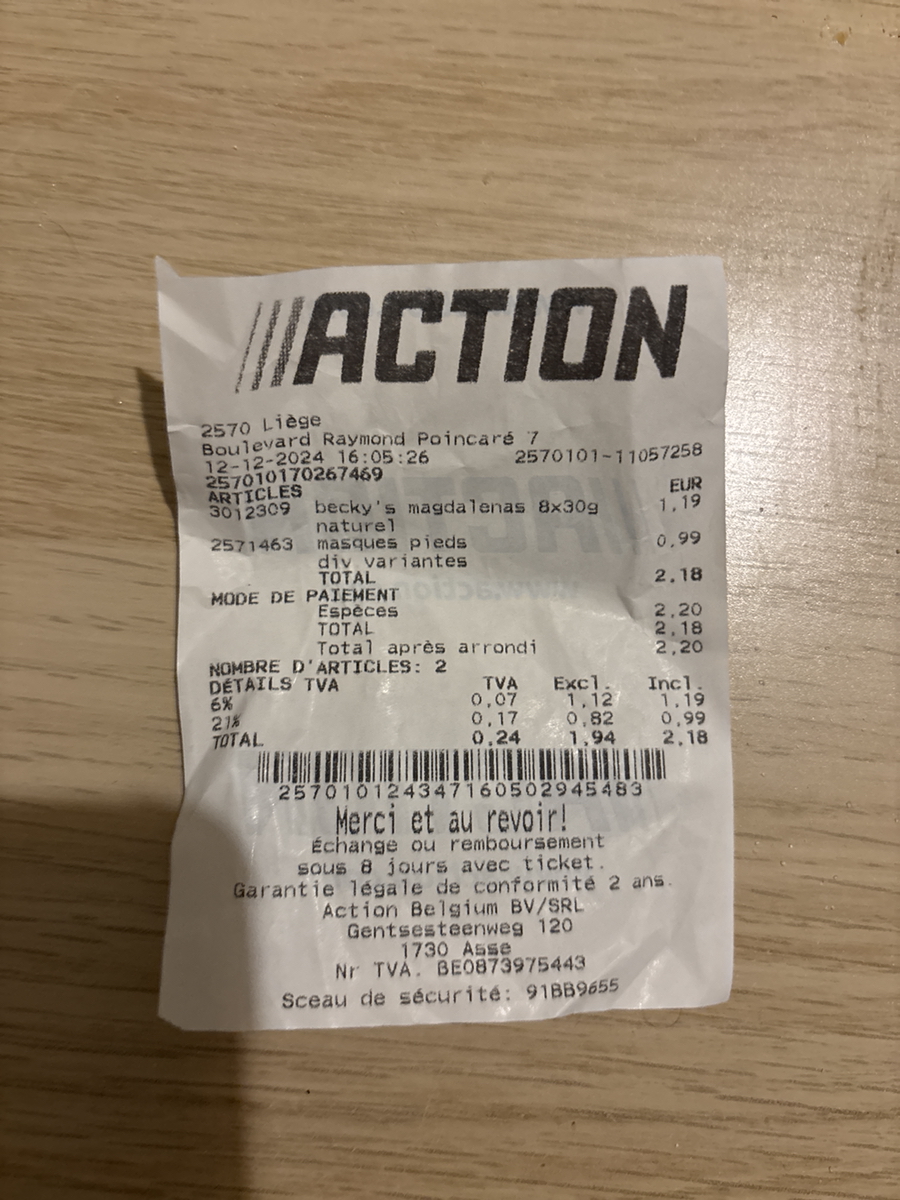 ///ACTION
2570 Liège
Boulevard Raymond Poincaré 7
12-12-2024 16:05:26 2570101-11057258
257010170267469
ARTICLES EUR
3012309 becky's magdalenas 8x30g 1,19
naturel
2571463 masques pieds 0,99
div variantes
TOTAL 2,18
MODE DE PAIEMENT
Espèces 2,20
TOTAL 2,18
Total après arrondi 2,20
NOMBRE D'ARTICLES: 2
DÉTAILS TVA TVA Excl. Incl.
6% 0,07 1,12 1,19
21% 0,17 0,82 0,99
TOTAL 0,24 1,94 2,18
257010124347160502945483
Merci et au revoir!
Échange ou remboursement
sous 8 jours avec ticket.
Garantie légale de conformité 2 ans.
Action Belgium BV/SRL
Gentsesteenweg 120
1730 Asse
Nr TVA. BE0873975443
Sceau de sécurité: 91BB9655